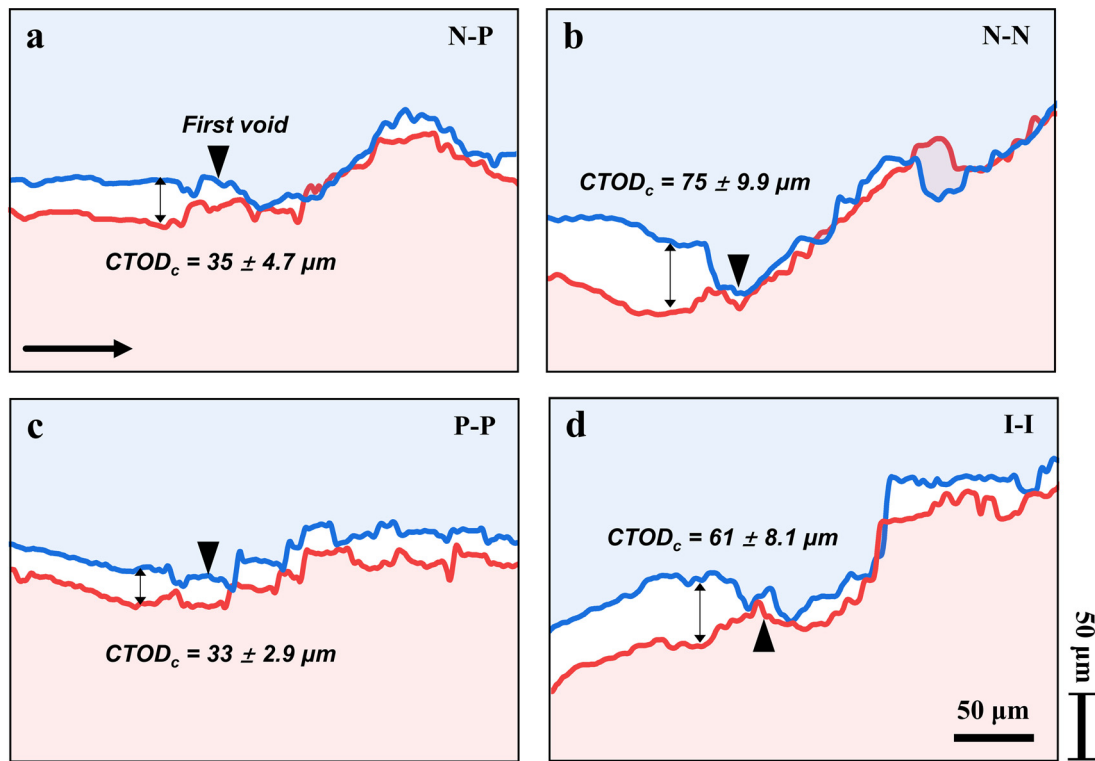 a
N-P
First void
CTODc = 35 ± 4.7 μm
b
N-N
CTODc = 75 ± 9.9 μm
c
P-P
CTODc = 33 ± 2.9 μm
d
I-I
CTODc = 61 ± 8.1 μm
50 μm
50 μm